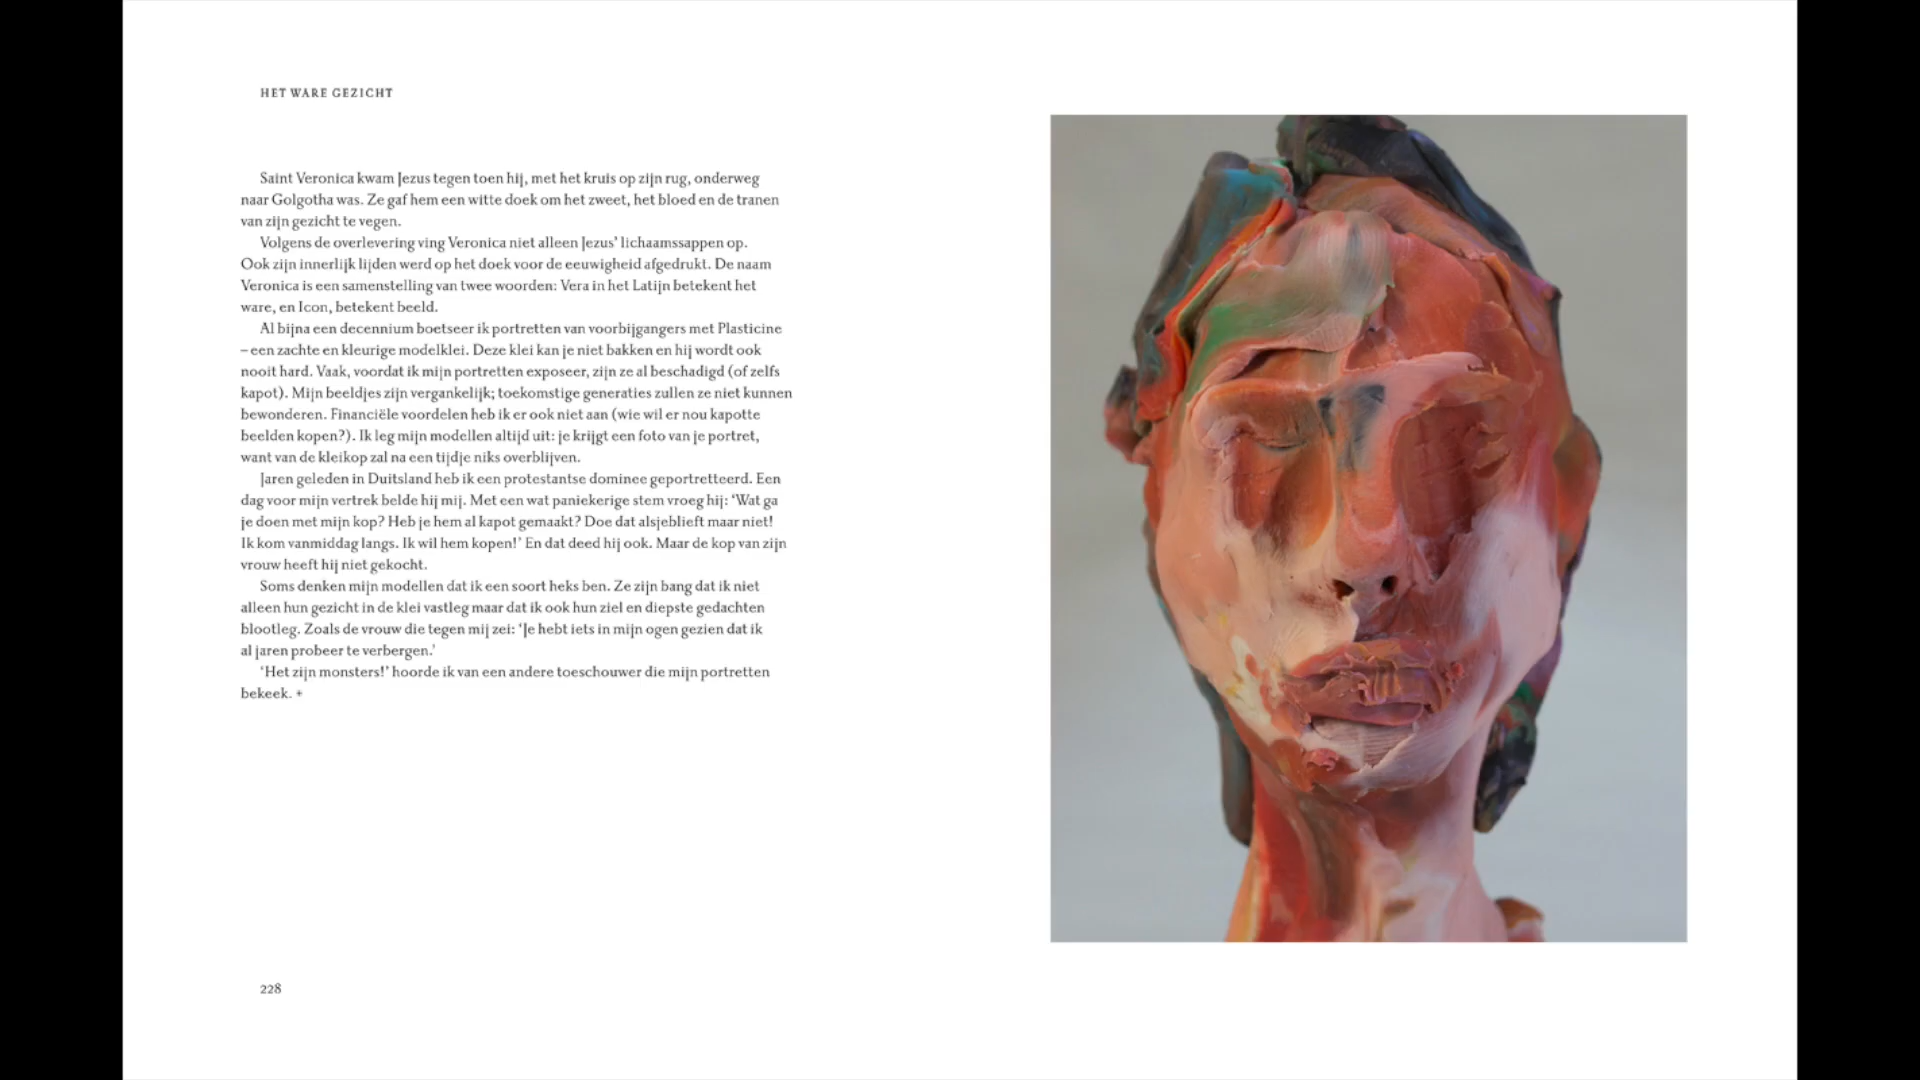 HET WARE GEZICHT
Saint Veronica kwam Jezus tegen toen hij, met het kruis op zijn rug, onderweg
naar Golgotha was. Ze gaf hem een witte doek om het zweet, het bloed en de tranen
van zijn gezicht te vegen.
Volgens de overlevering ving Veronica niet alleen Jezus’ lichaamssappen op.
Ook zijn innerlijk lijden werd op het doek voor de eeuwigheid afgedrukt. De naam
Veronica is een samenstelling van twee woorden: Vera in het Latijn betekent het
ware, en Icon, betekent beeld.
Al bijna een decennium boetseer ik portretten van voorbijgangers met Plasticine
– een zachte en kleurige modelklei. Deze klei kan je niet bakken en hij wordt ook
nooit hard. Vaak, voordat ik mijn portretten exposeer, zijn ze al beschadigd (of zelfs
kapot). Mijn beeldjes zijn vergankelijk; toekomstige generaties zullen ze niet kunnen
bewonderen. Financiële voordelen heb ik er ook niet aan (wie wil er nou kapotte
beelden kopen?). Ik leg mijn modellen altijd uit: je krijgt een foto van je portret,
want van de kleikop zal na een tijdje niks overblijven.
Jaren geleden in Duitsland heb ik een protestantse dominee geportretteerd. Een
dag voor mijn vertrek belde hij mij. Met een wat paniekerige stem vroeg hij: ‘Wat ga
je doen met mijn kop? Heb je hem al kapot gemaakt? Doe dat alsjeblieft maar niet!
Ik kom vanmiddag langs. Ik wil hem kopen!’ En dat deed hij ook. Maar de kop van zijn
vrouw heeft hij niet gekocht.
Soms denken mijn modellen dat ik een soort heks ben. Ze zijn bang dat ik niet
alleen hun gezicht in de klei vastleg maar dat ik ook hun ziel en diepste gedachten
blootleg. Zoals de vrouw die tegen mij zei: ‘Je hebt iets in mijn ogen gezien dat ik
al jaren probeer te verbergen.’
‘Het zijn monsters!’ hoorde ik van een andere toeschouwer die mijn portretten
bekeek. *
228